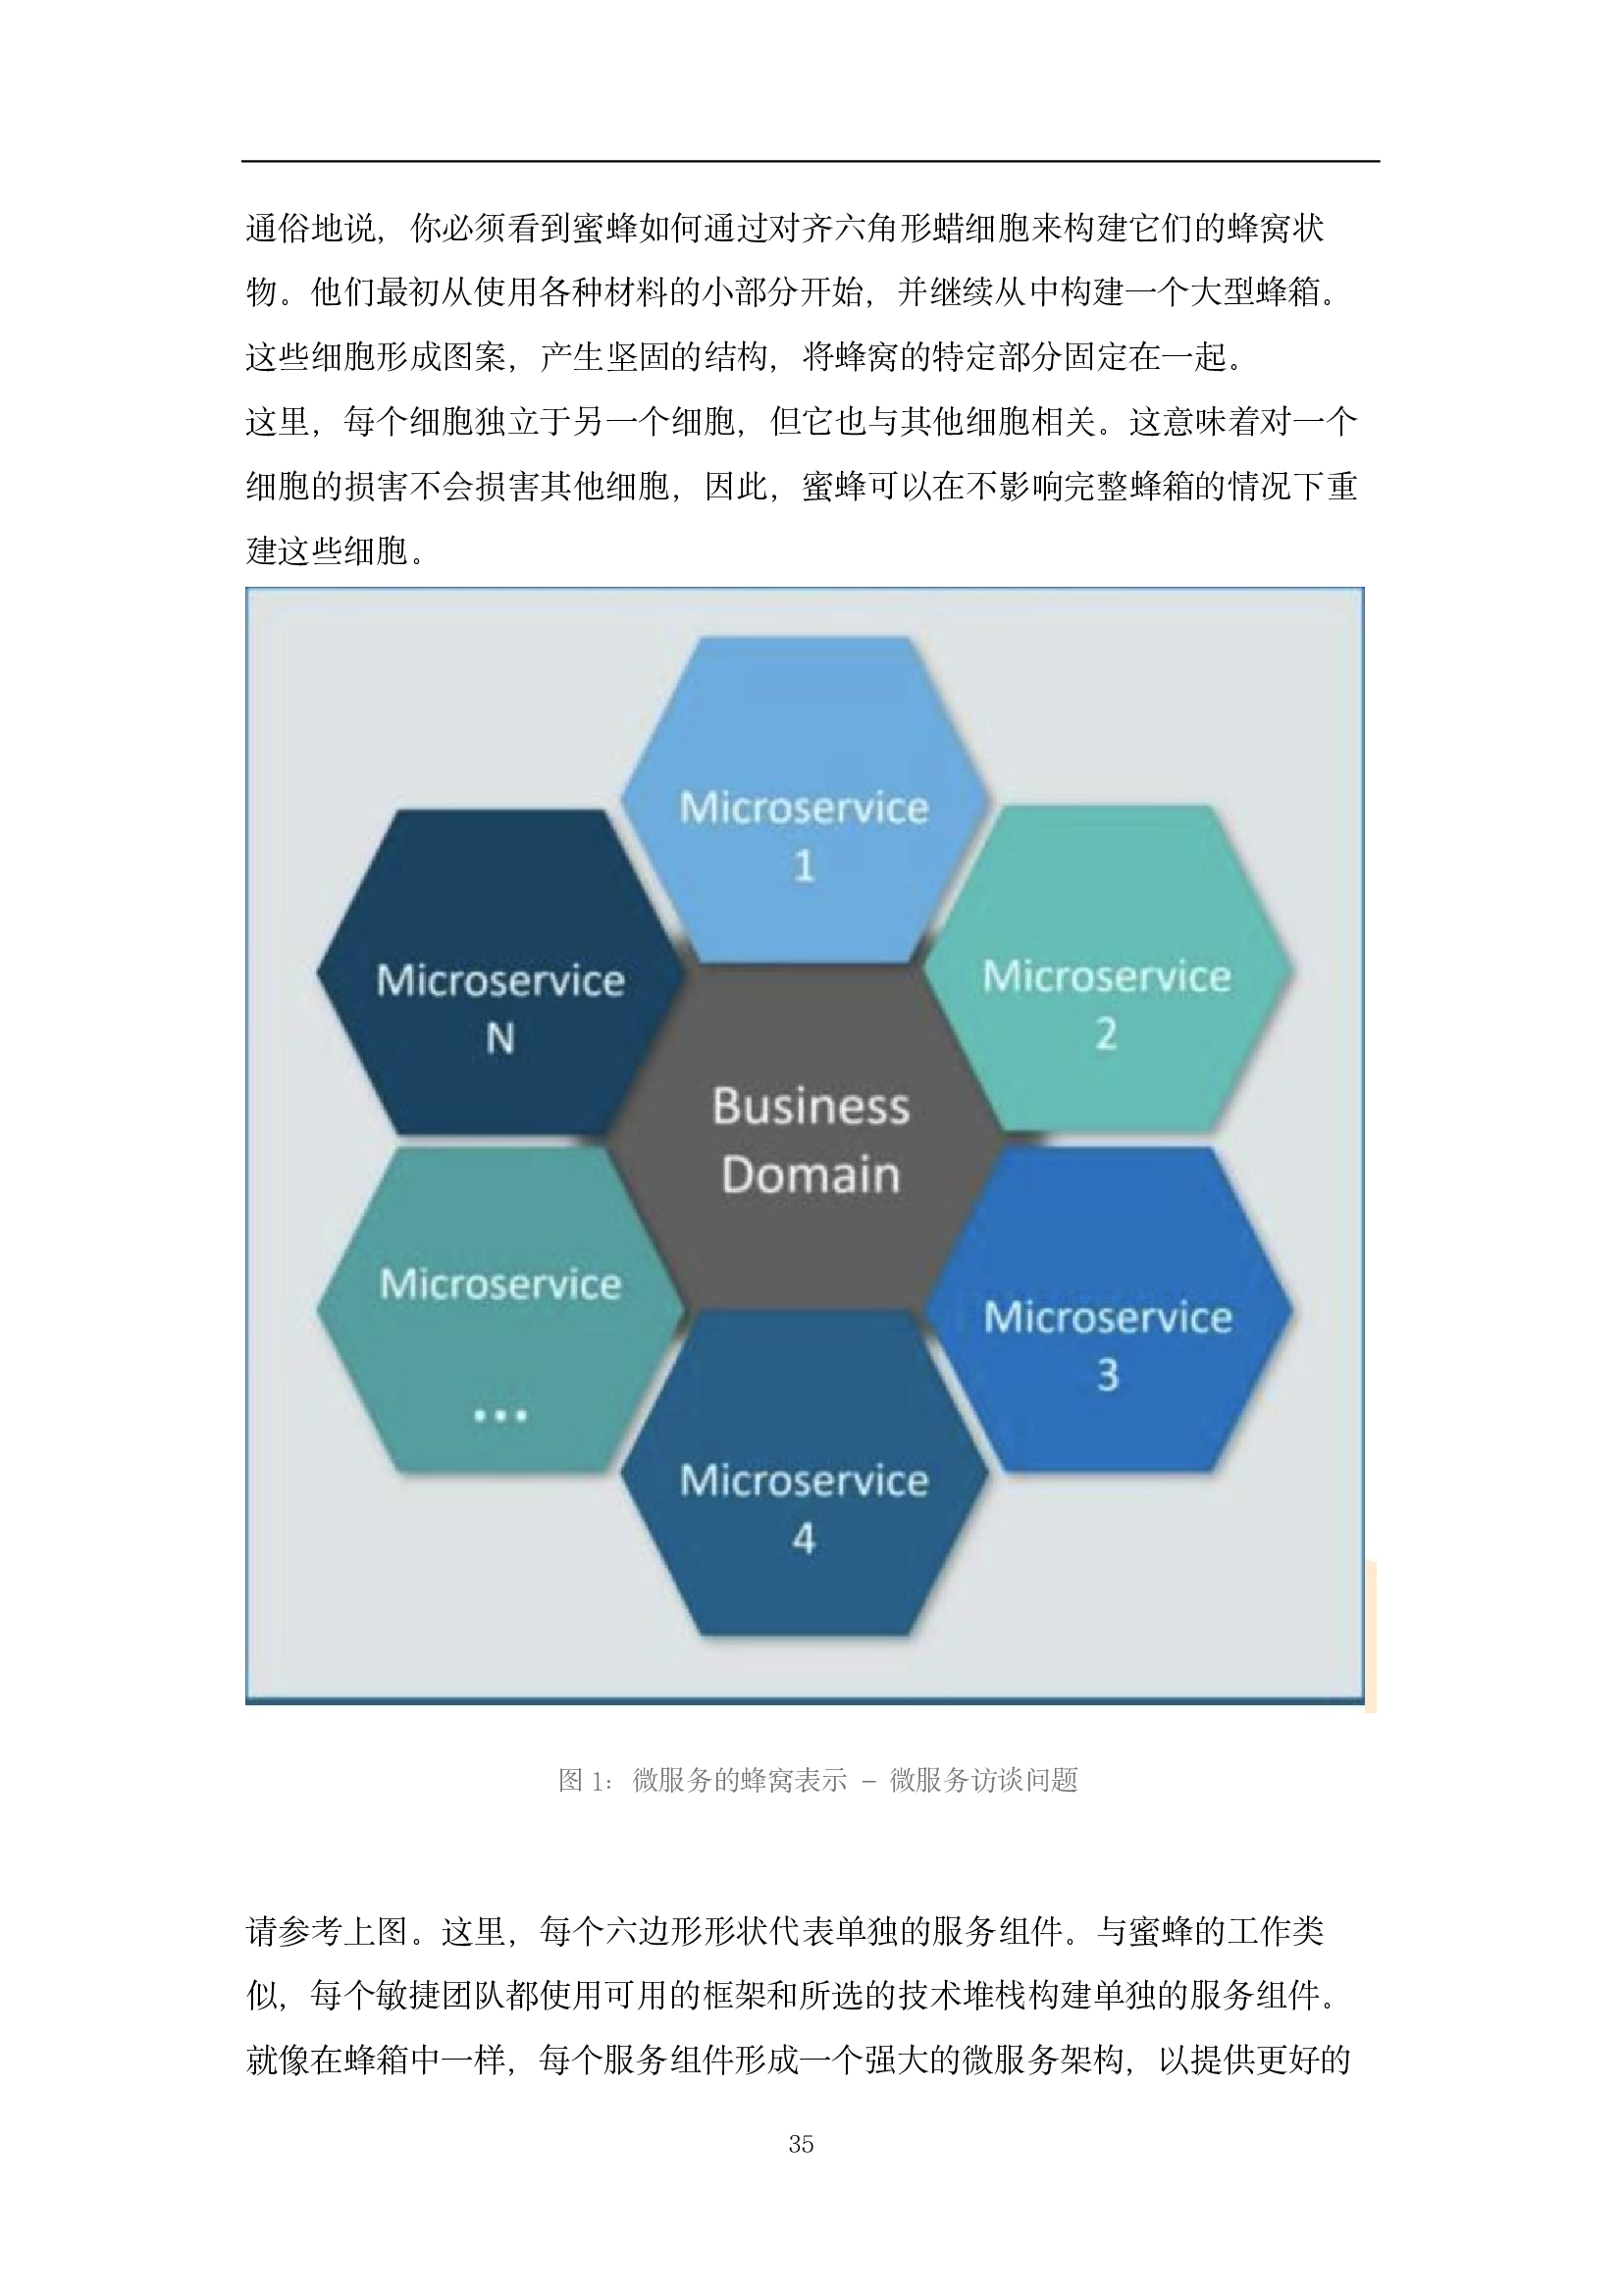 通俗地说，你必须看到蜜蜂如何通过对齐六角形蜡细胞来构建它们的蜂窝状
物。他们最初从使用各种材料的小部分开始，并继续从中构建一个大型蜂箱。
这些细胞形成图案，产生坚固的结构，将蜂窝的特定部分固定在一起。
这里，每个细胞独立于另一个细胞，但它也与其他细胞相关。这意味着对一个
细胞的损害不会损害其他细胞，因此，蜜蜂可以在不影响完整蜂箱的情况下重
建这些细胞。
Microservice
1
Microservice
2
Microservice
3
Microservice
4
Microservice
...
Microservice
N
Business
Domain
图 1：微服务的蜂窝表示 – 微服务访谈问题
请参考上图。这里，每个六边形形状代表单独的服务组件。与蜜蜂的工作类
似，每个敏捷团队都使用可用的框架和所选的技术堆栈构建单独的服务组件。
就像在蜂箱中一样，每个服务组件形成一个强大的微服务架构，以提供更好的
35